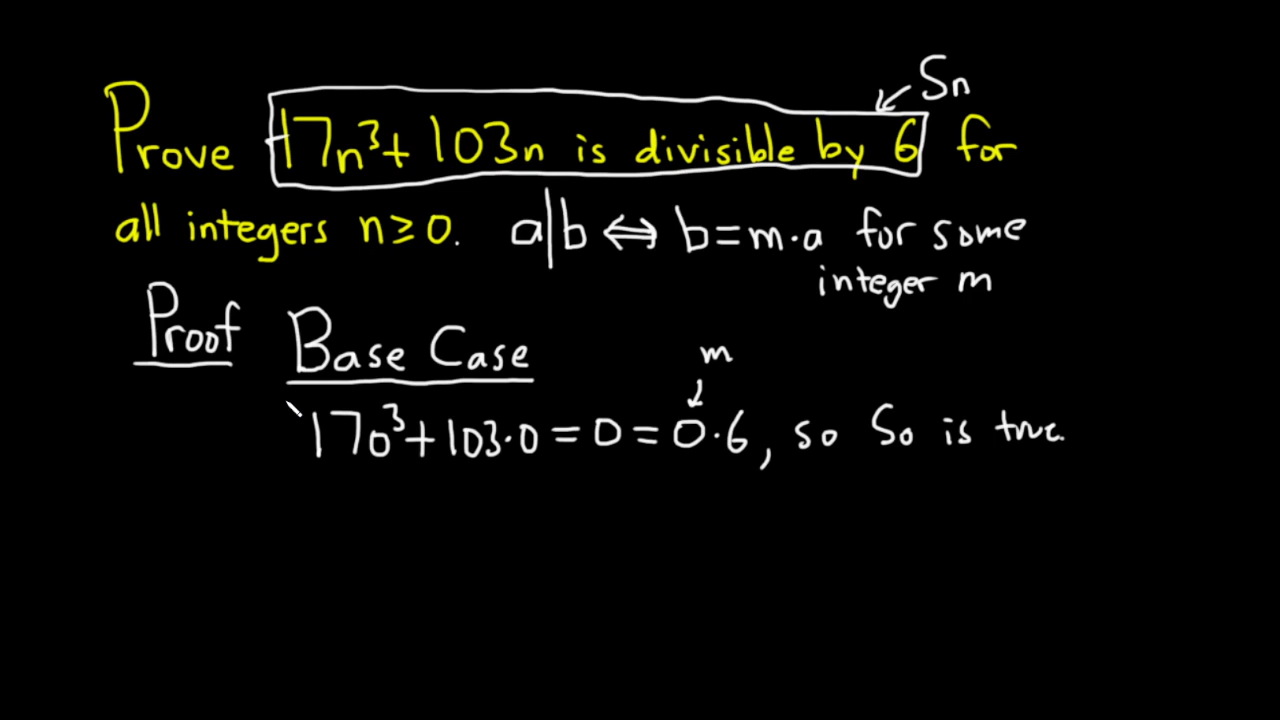 Sn
Prove 17n³+ 103n is divisible by 6 for
all integers n ≥ 0. a|b ⟺ b=m·a for some
integer m
Proof Base Case
m
17 0³+103·0 = 0 = 0·6, so S₀ is true.